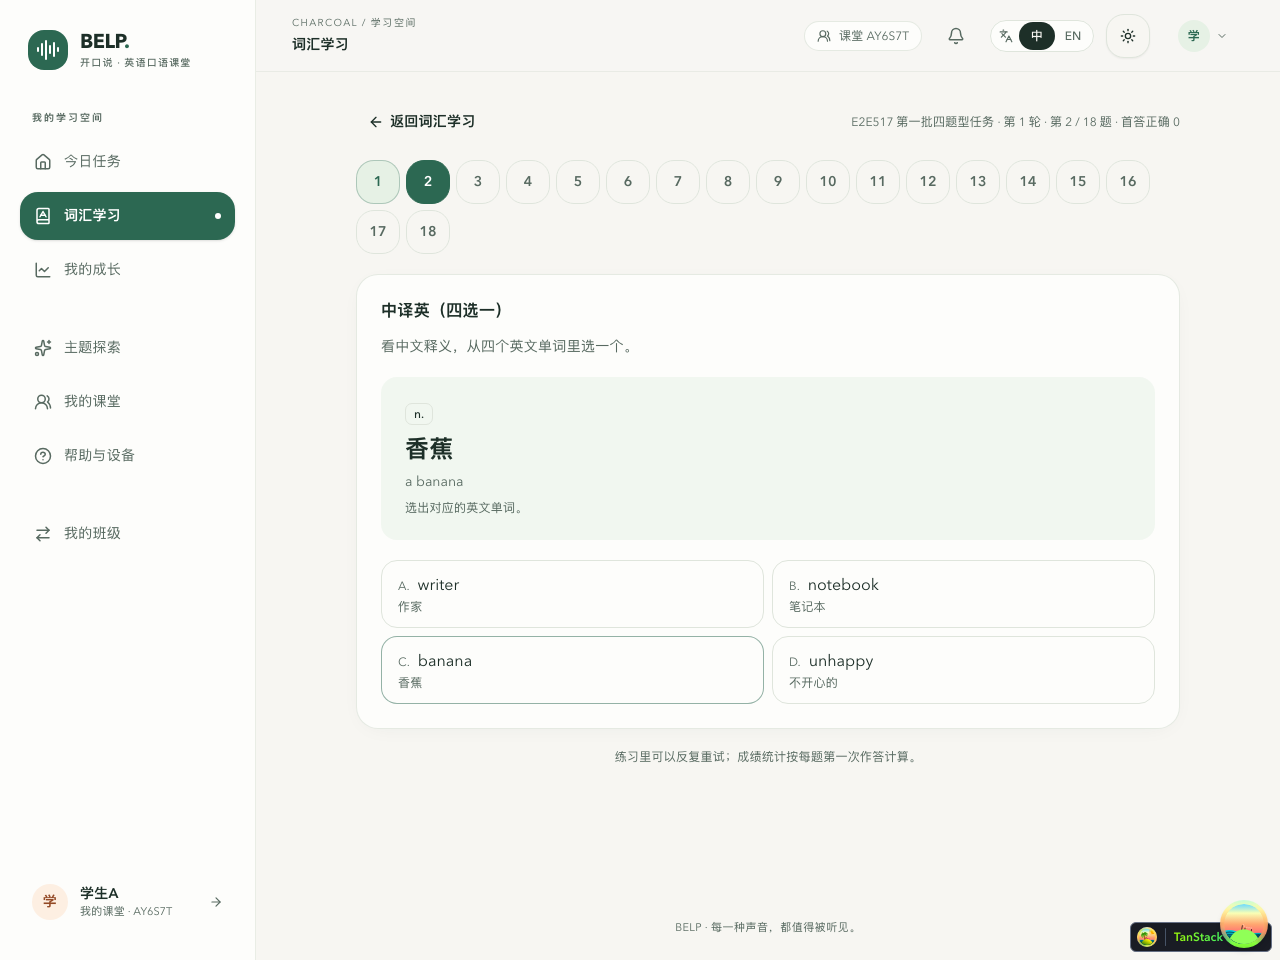 BELP.
开口说 · 英语口语课堂
我的学习空间
今日任务
词汇学习
我的成长
主题探索
我的课堂
帮助与设备
我的班级
学
学生A
我的课堂 · AY6S7T
CHARCOAL / 学习空间
词汇学习
课堂 AY6S7T
中
EN
学
返回词汇学习
E2E517 第一批四题型任务 · 第 1 轮 · 第 2 / 18 题 · 首答正确 0
1 2 3 4 5 6 7 8 9 10 11 12 13 14 15 16
17 18
中译英（四选一）
看中文释义，从四个英文单词里选一个。
n.
香蕉
a banana
选出对应的英文单词。
A. writer
作家
B. notebook
笔记本
C. banana
香蕉
D. unhappy
不开心的
练习里可以反复重试；成绩统计按每题第一次作答计算。
BELP · 每一种声音，都值得被听见。
TanStack